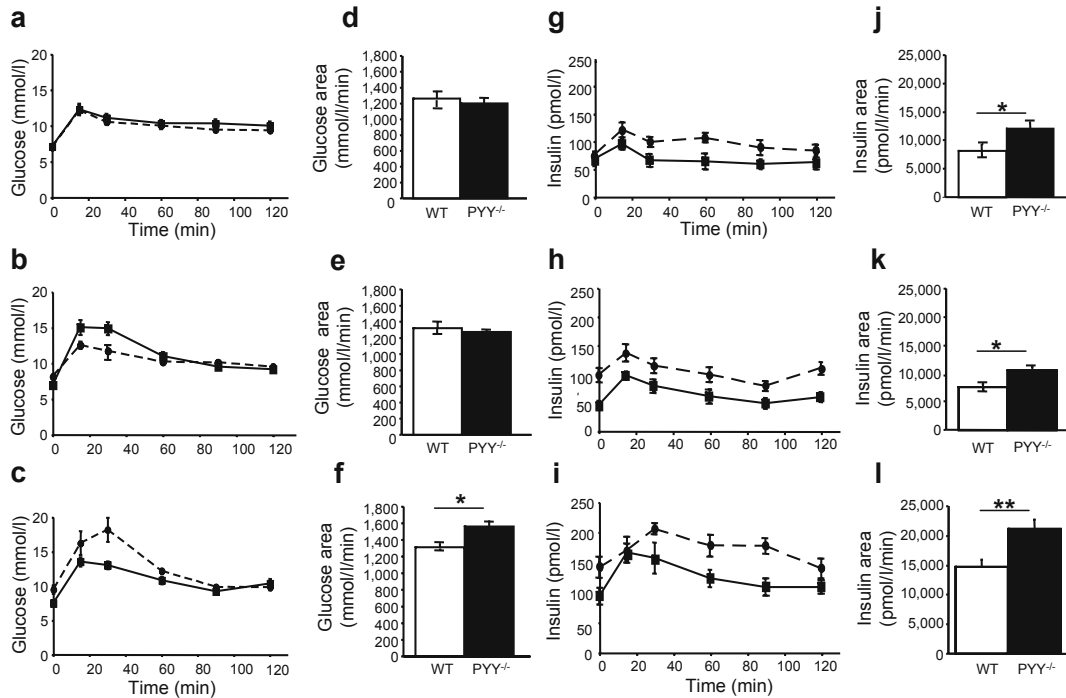 a
Glucose (mmol/l)
20
15
10
5
0
0 20 40 60 80 100 120
Time (min)
d
Glucose area
(mmol/l/min)
1,800
1,600
1,400
1,200
1,000
800
600
400
200
0
WT PYY-/-
g
Insulin (pmol/l)
250
200
150
100
50
0
0 20 40 60 80 100 120
Time (min)
j
Insulin area
(pmol/l/min)
25,000
20,000
15,000
10,000
5,000
0
*
WT PYY-/-
b
Glucose (mmol/l)
20
15
10
5
0
0 20 40 60 80 100 120
e
Glucose area
(mmol/l/min)
1,800
1,600
1,400
1,200
1,000
800
600
400
200
0
WT PYY-/-
h
Insulin (pmol/l)
250
200
150
100
50
0
0 20 40 60 80 100 120
k
Insulin area
(pmol/l/min)
25,000
20,000
15,000
10,000
5,000
0
*
WT PYY-/-
c
Glucose (mmol/l)
20
15
10
5
0
0 20 40 60 80 100 120
Time (min)
f
Glucose area
(mmol/l/min)
1,800
1,600
1,400
1,200
1,000
800
600
400
200
0
*
WT PYY-/-
i
Insulin (pmol/l)
250
200
150
100
50
0
0 20 40 60 80 100 120
Time (min)
l
Insulin area
(pmol/l/min)
25,000
20,000
15,000
10,000
5,000
0
**
WT PYY-/-